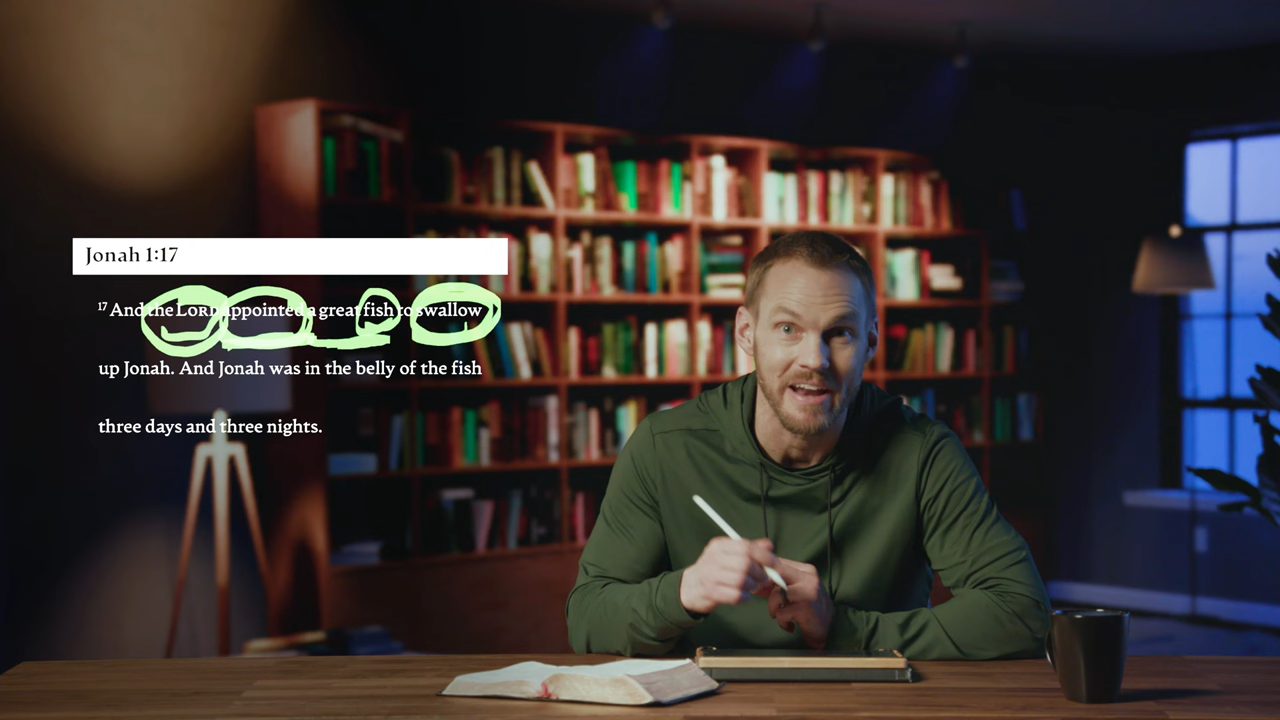 Jonah 1:17
17 And the LORD appointed a great fish to swallow
up Jonah. And Jonah was in the belly of the fish
three days and three nights.